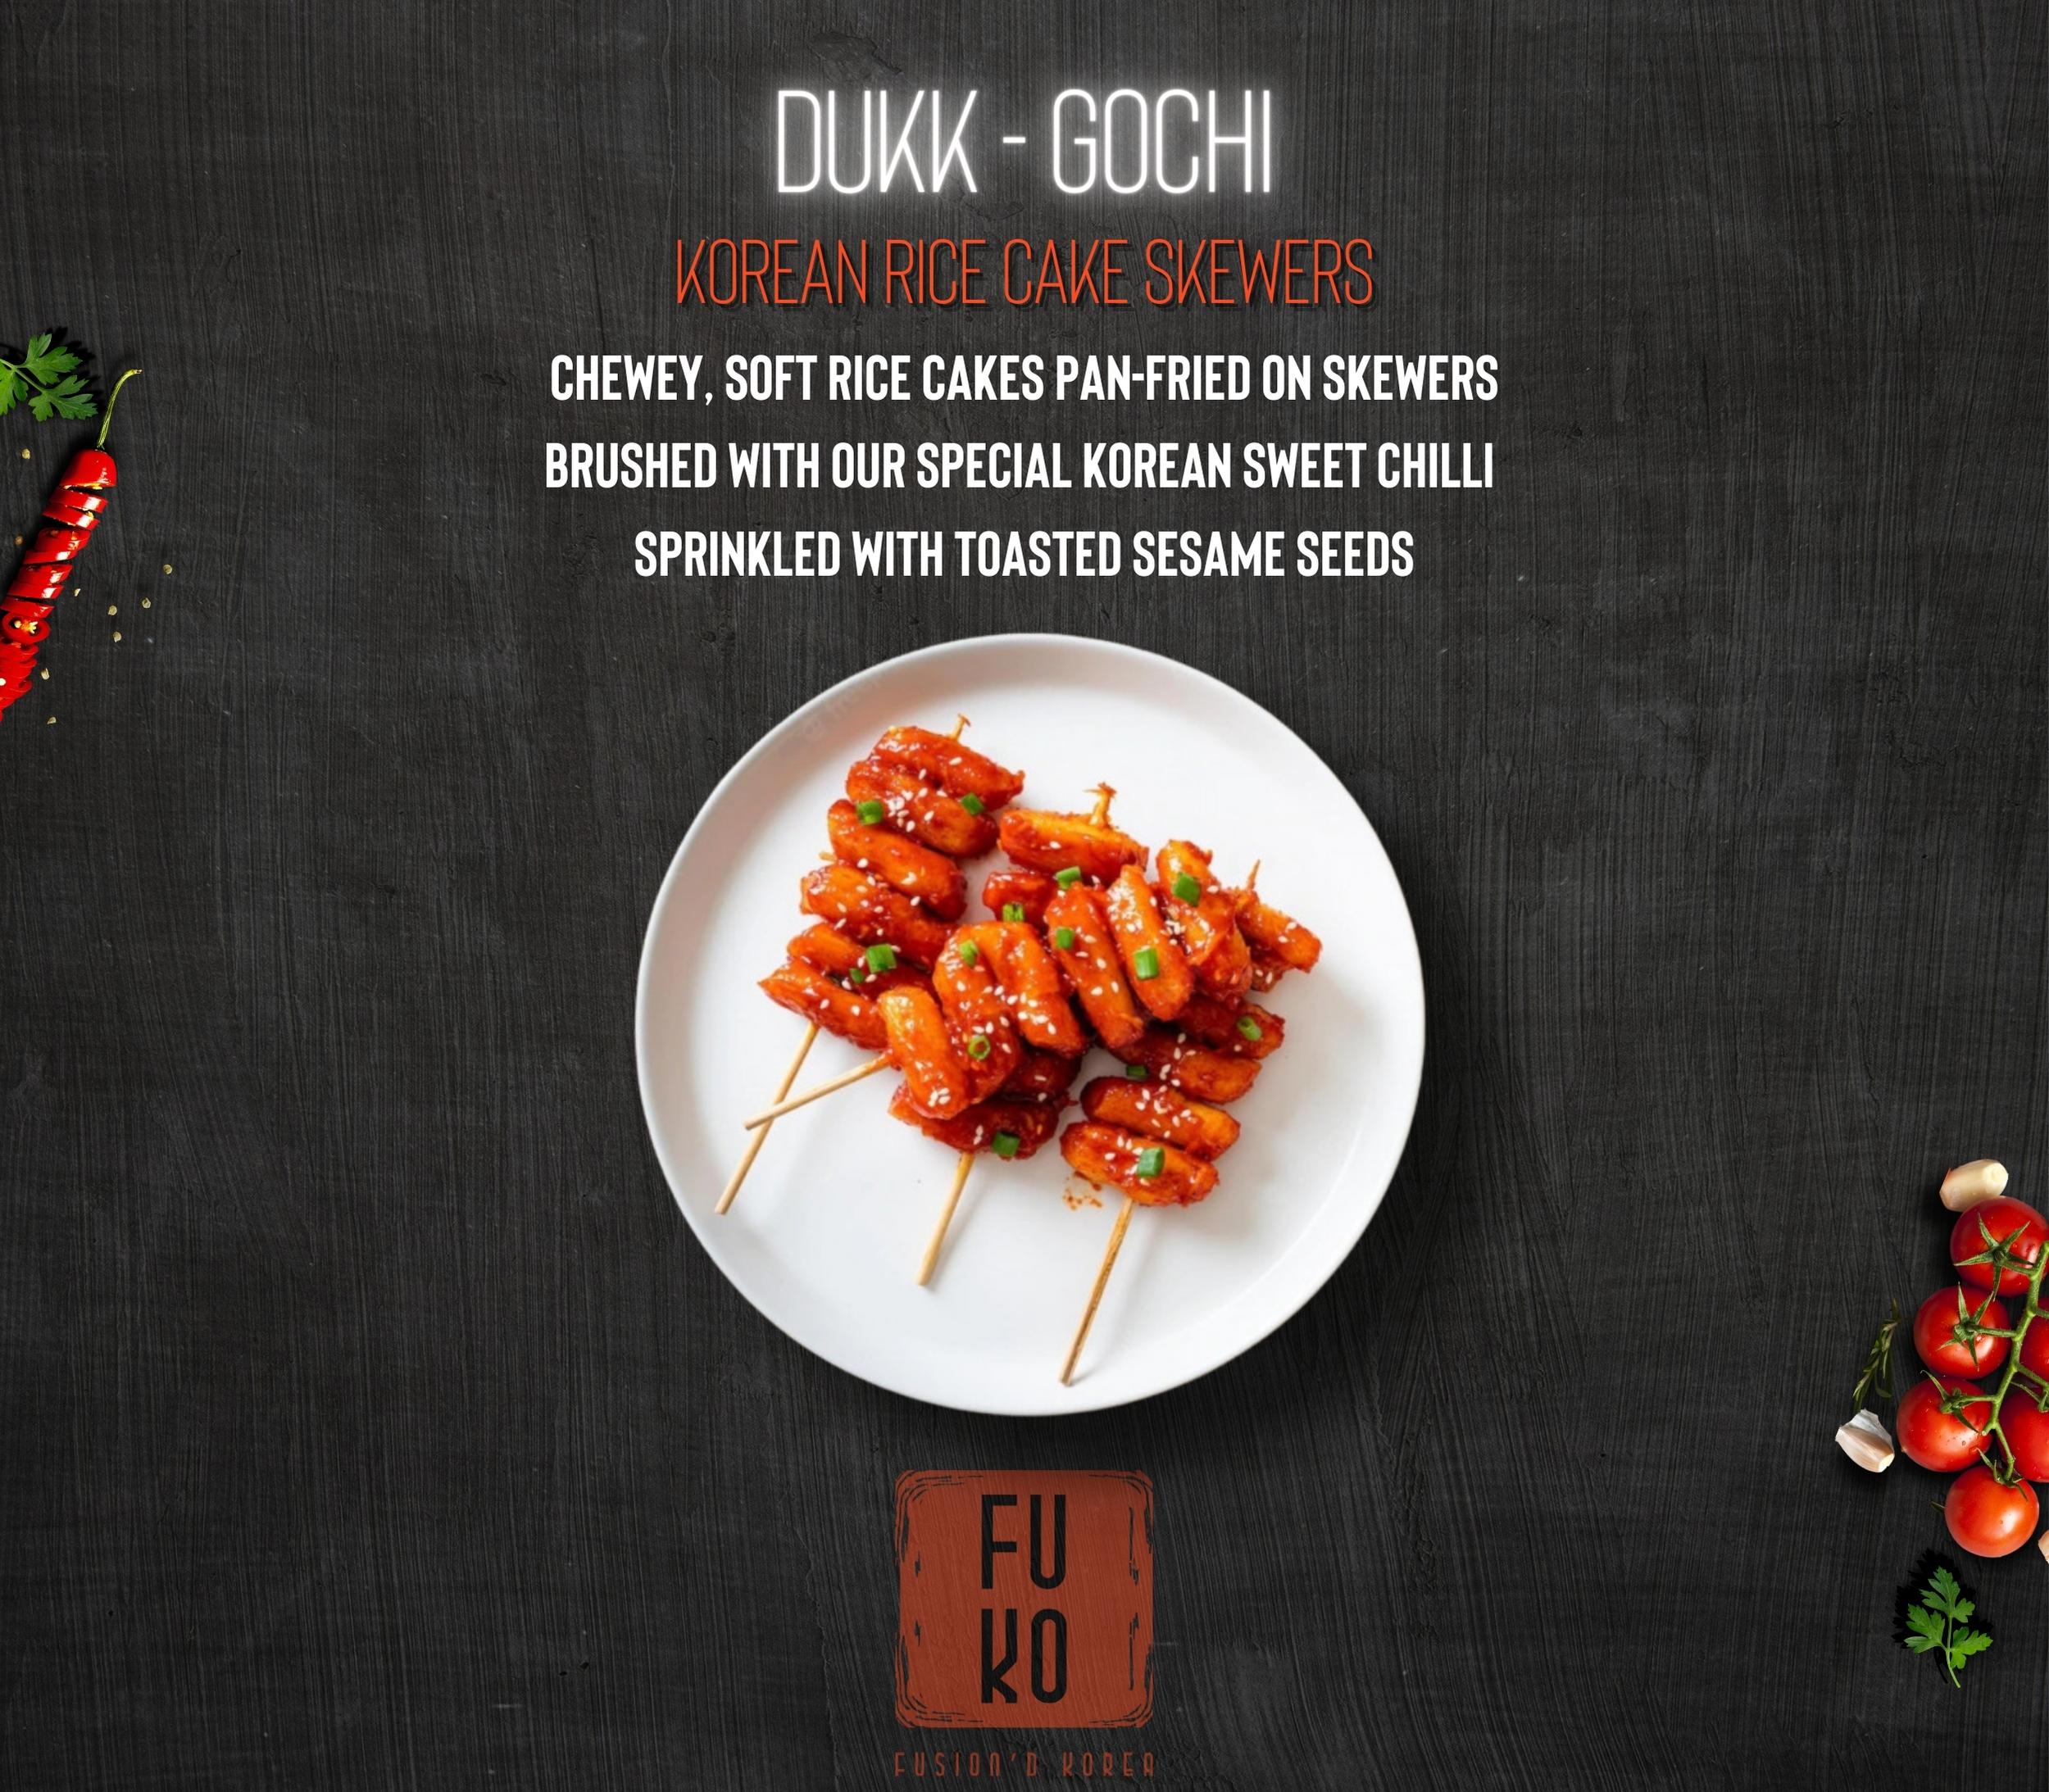 DUKK - GOCHI
KOREAN RICE CAKE SKEWERS
CHEWEY, SOFT RICE CAKES PAN-FRIED ON SKEWERS
BRUSHED WITH OUR SPECIAL KOREAN SWEET CHILLI
SPRINKLED WITH TOASTED SESAME SEEDS
FU
KO
FUSION'D KOREA